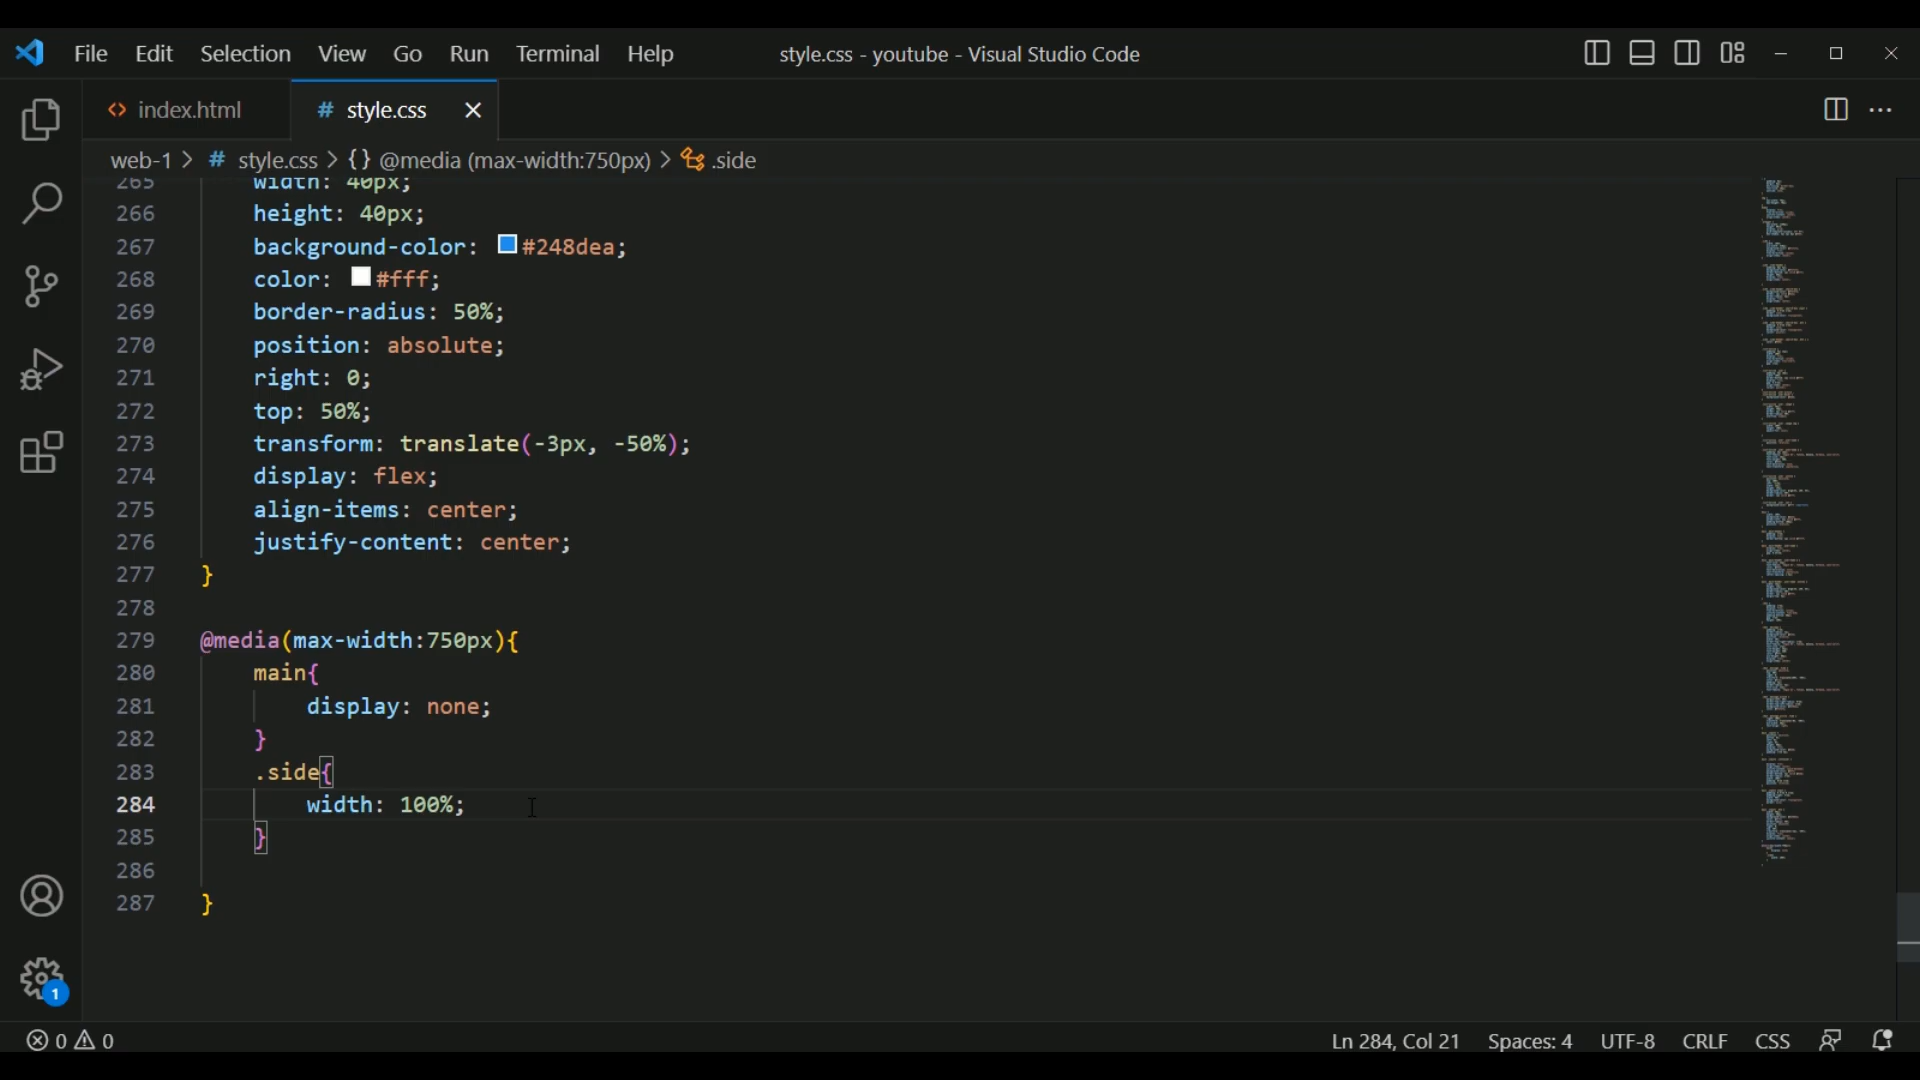 File Edit Selection View Go Run Terminal Help style.css - youtube - Visual Studio Code
<> index.html # style.css
web-1 > # style.css > {} @media (max-width:750px) > .side
265 width: 40px;
266 height: 40px;
267 background-color: #248dea;
268 color: #fff;
269 border-radius: 50%;
270 position: absolute;
271 right: 0;
272 top: 50%;
273 transform: translate(-3px, -50%);
274 display: flex;
275 align-items: center;
276 justify-content: center;
277 }
278
279 @media(max-width:750px){
280 main{
281 display: none;
282 }
283 .side{
284 width: 100%;
285 }
286
287 }
1
0 0 Ln 284, Col 21 Spaces: 4 UTF-8 CRLF CSS